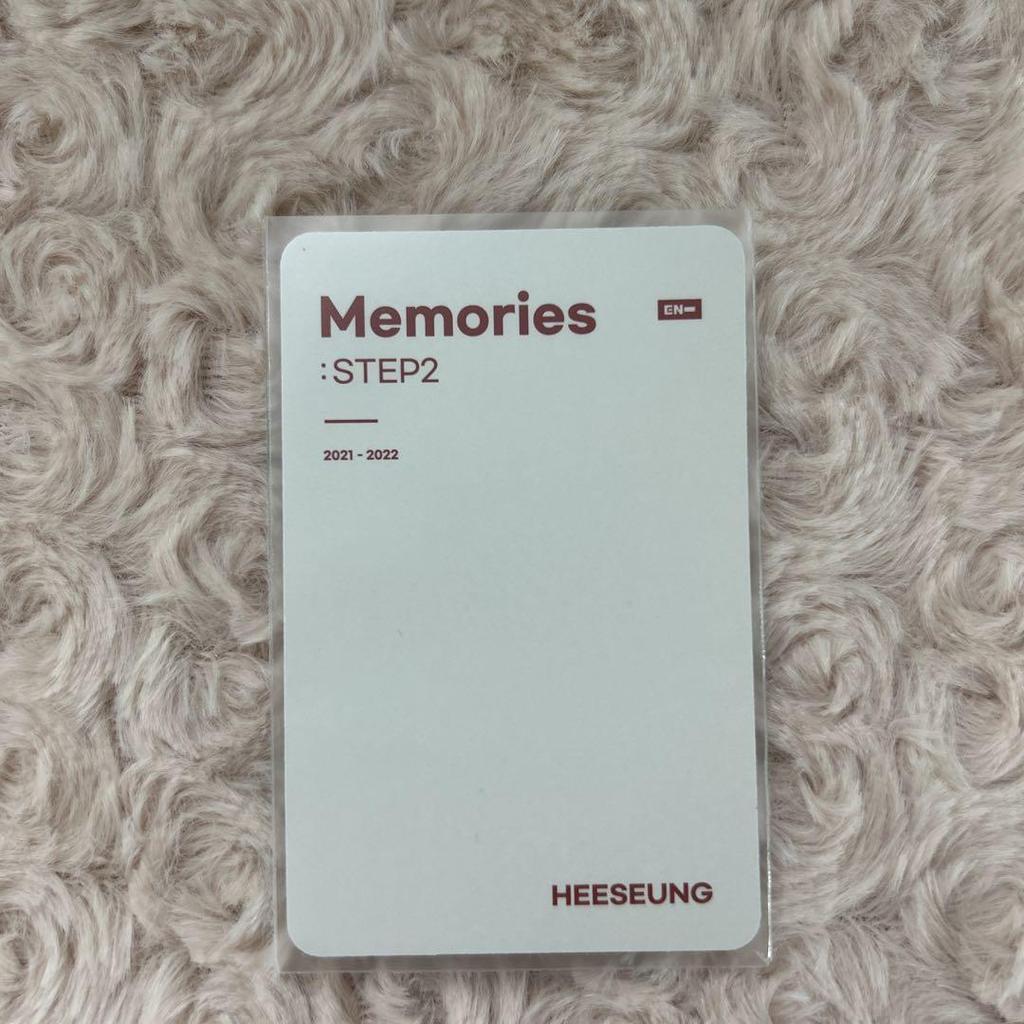 Memories
EN-
:STEP2
2021 - 2022
HEESEUNG